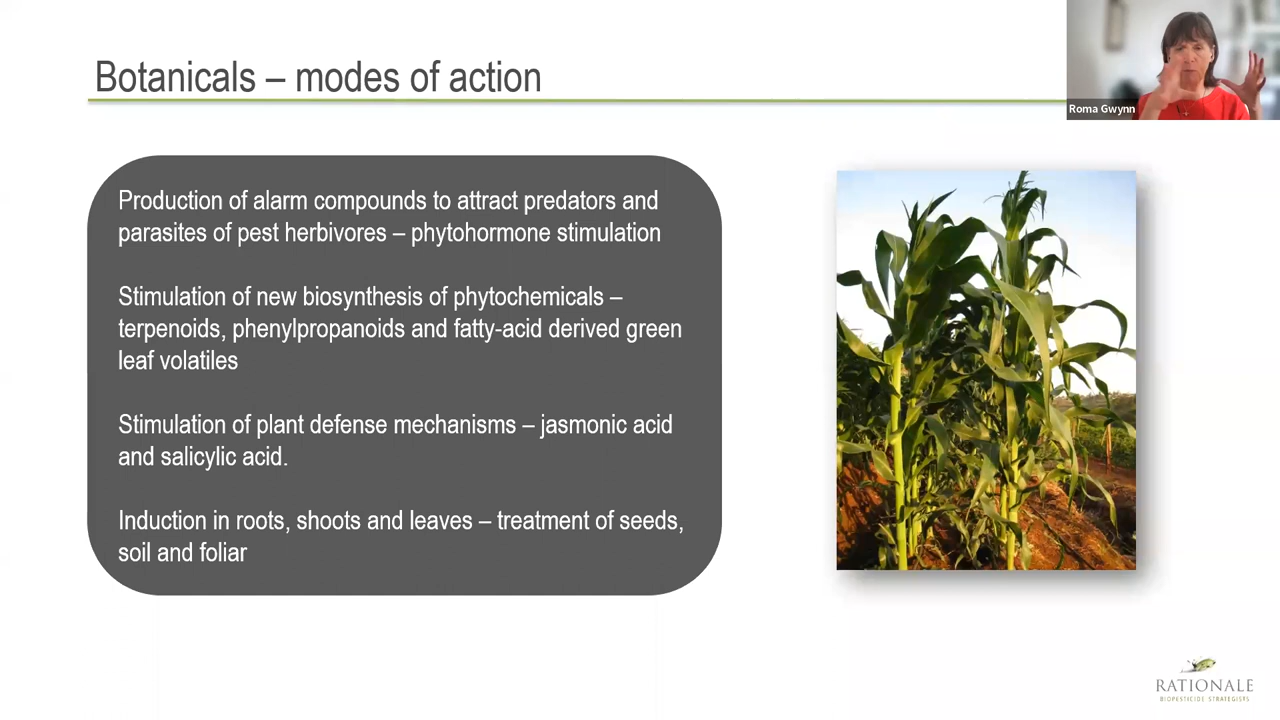 Botanicals – modes of action
Roma Gwynn
Production of alarm compounds to attract predators and
parasites of pest herbivores – phytohormone stimulation
Stimulation of new biosynthesis of phytochemicals –
terpenoids, phenylpropanoids and fatty-acid derived green
leaf volatiles
Stimulation of plant defense mechanisms – jasmonic acid
and salicylic acid.
Induction in roots, shoots and leaves – treatment of seeds,
soil and foliar
RATIONALE
BIOPESTICIDE STRATEGISTS